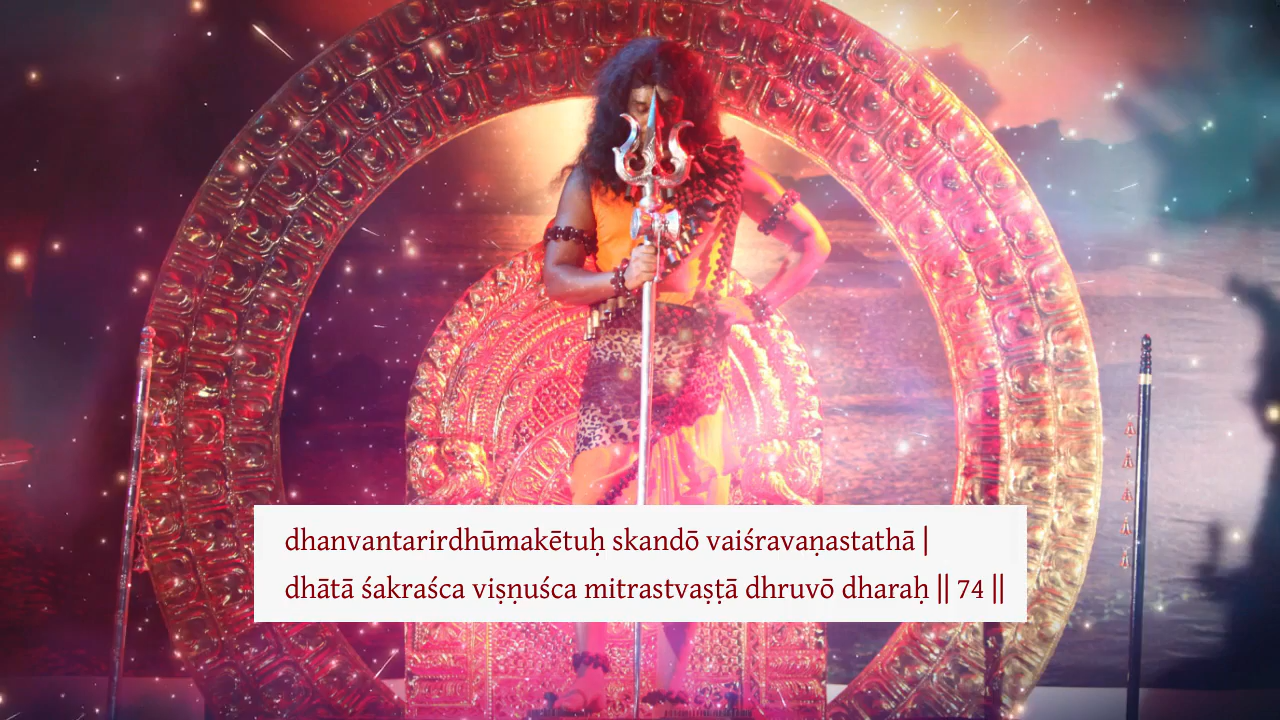 dhanvantarirdhūmakētuḥ skandō vaiśravaṇastathā |
dhātā śakraśca viṣṇuśca mitrastvaṣṭā dhruvō dharaḥ || 74 ||